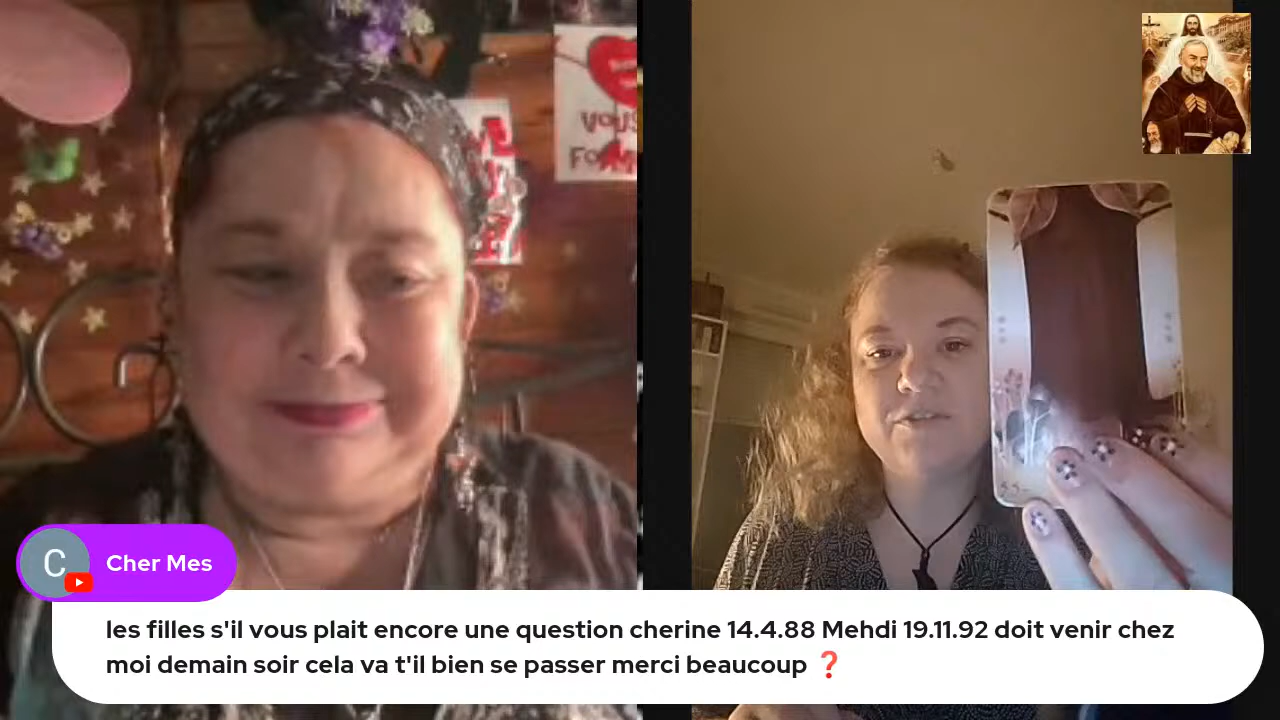 VOUS
Cher Mes
les filles s'il vous plait encore une question cherine 14.4.88 Mehdi 19.11.92 doit venir chez
moi demain soir cela va t'il bien se passer merci beaucoup ❓